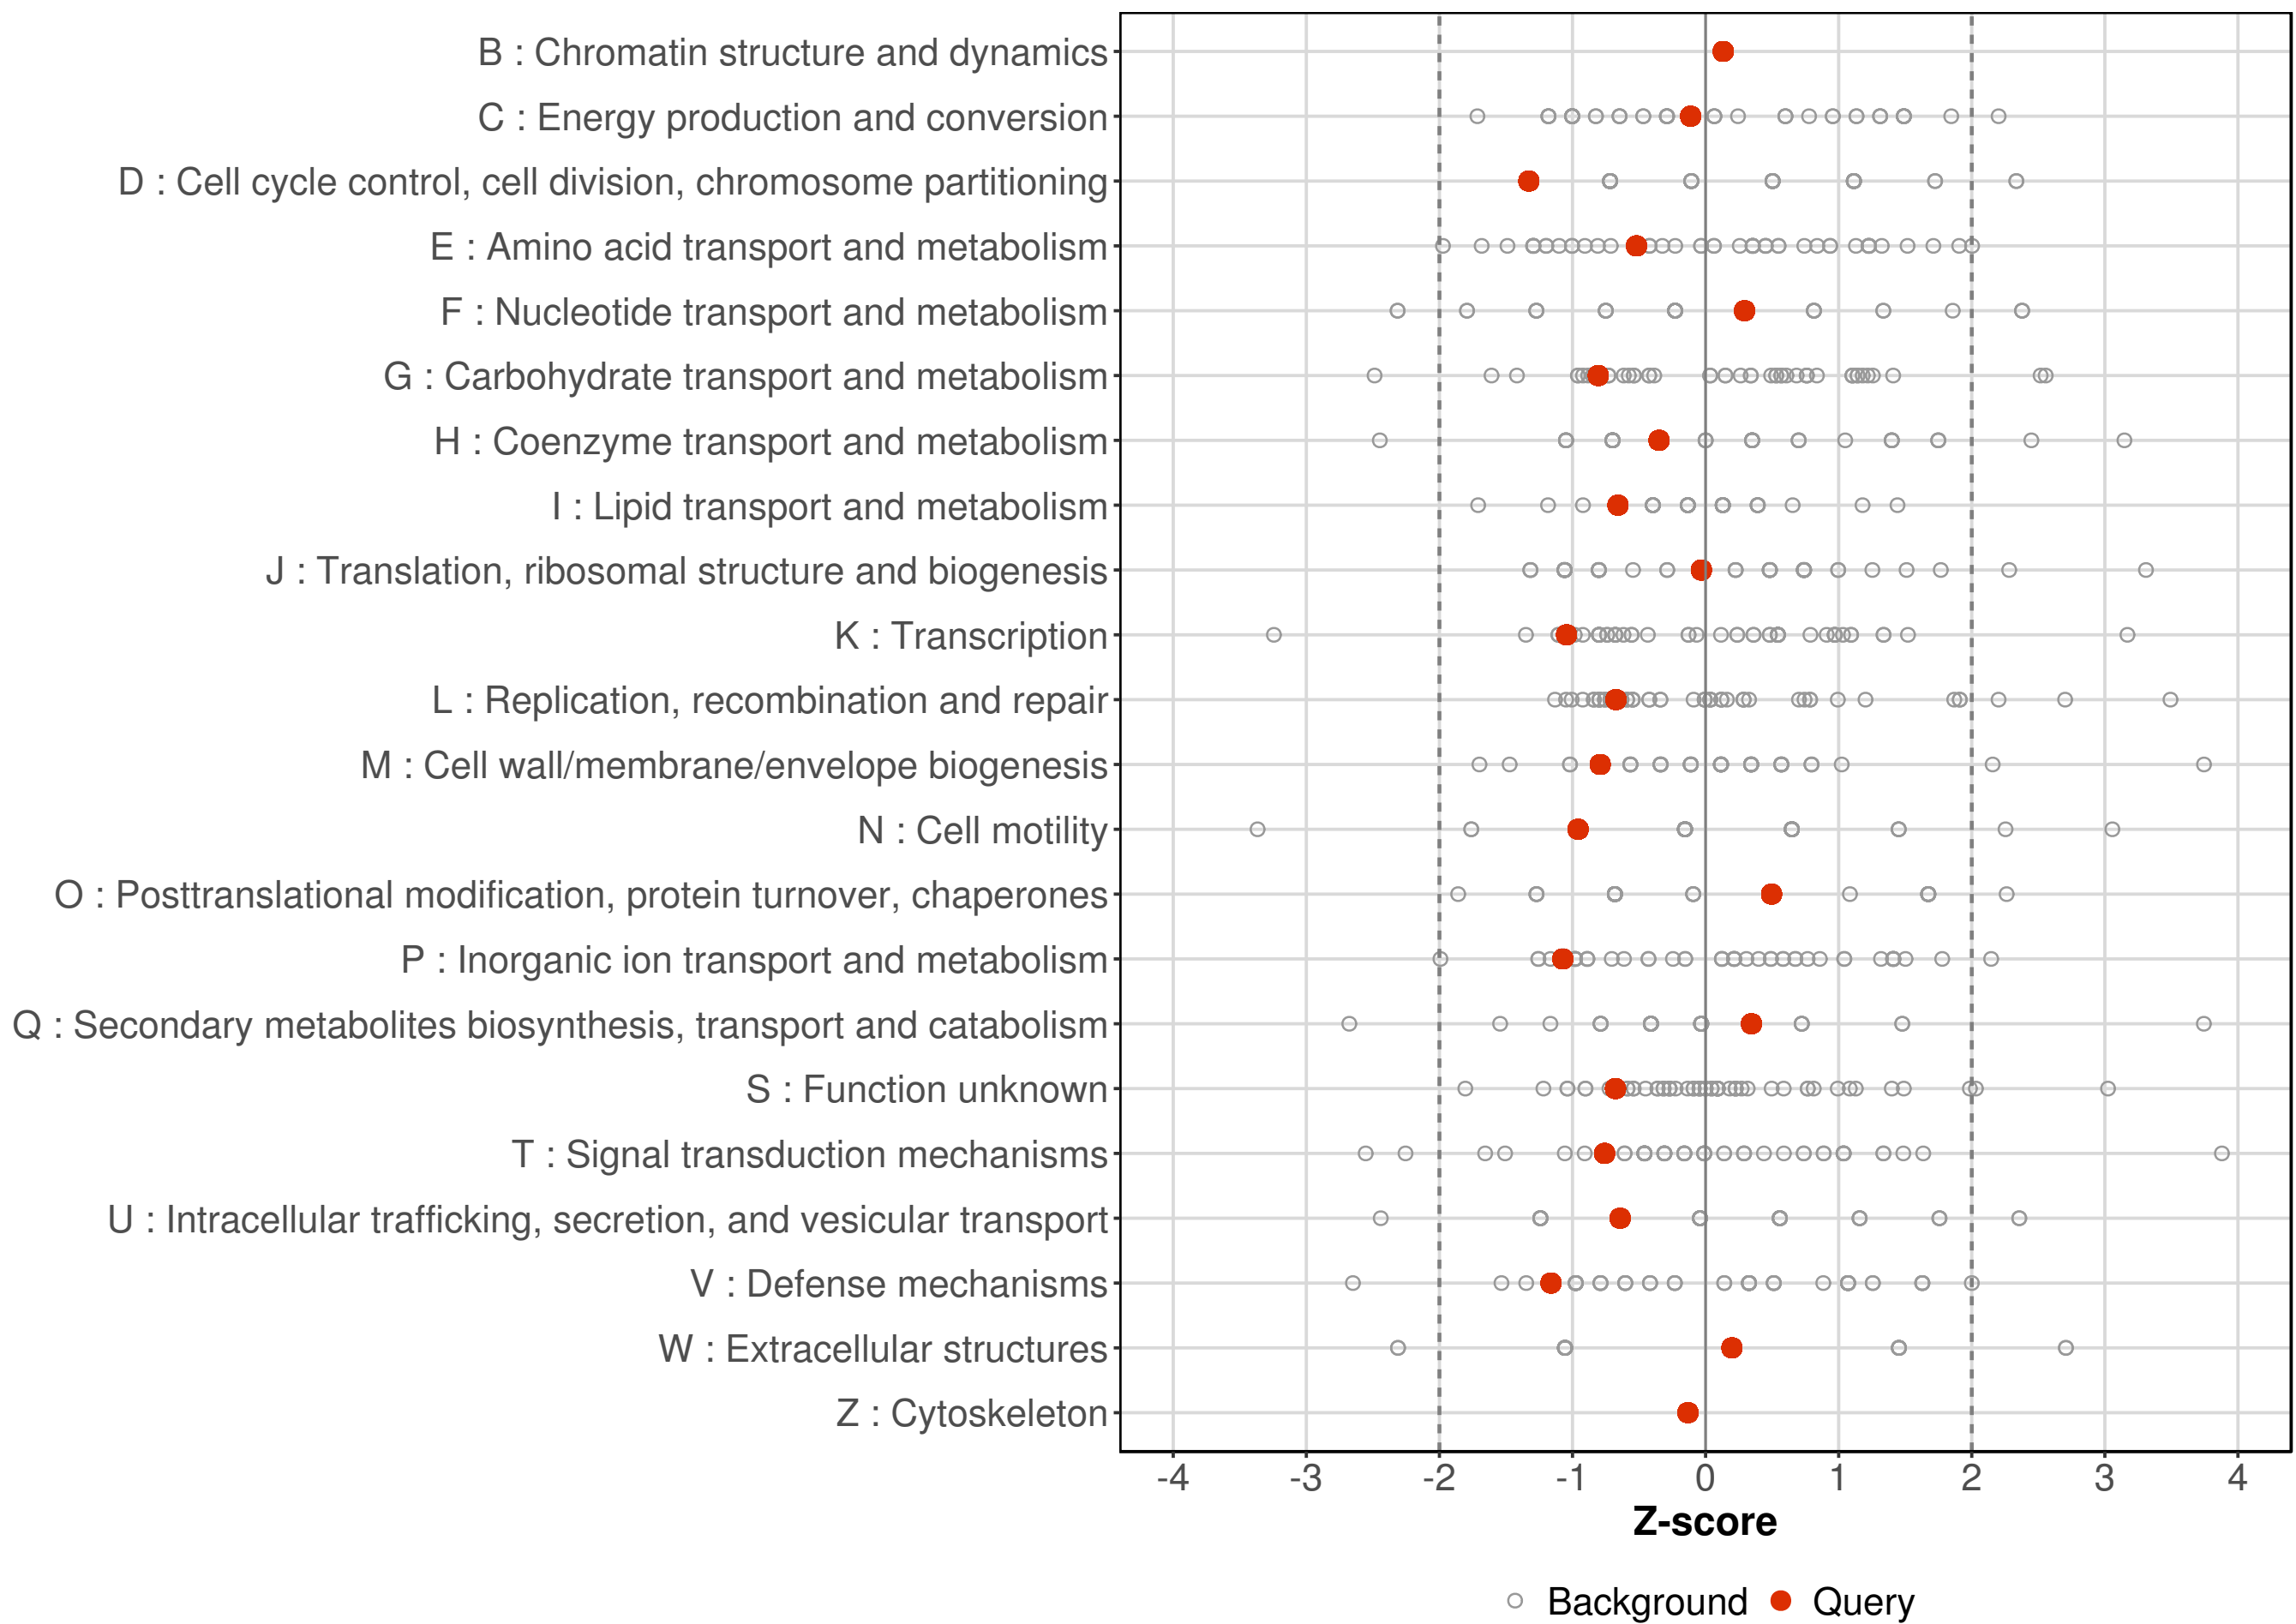 B : Chromatin structure and dynamics
C : Energy production and conversion
D : Cell cycle control, cell division, chromosome partitioning
E : Amino acid transport and metabolism
F : Nucleotide transport and metabolism
G : Carbohydrate transport and metabolism
H : Coenzyme transport and metabolism
I : Lipid transport and metabolism
J : Translation, ribosomal structure and biogenesis
K : Transcription
L : Replication, recombination and repair
M : Cell wall/membrane/envelope biogenesis
N : Cell motility
O : Posttranslational modification, protein turnover, chaperones
P : Inorganic ion transport and metabolism
Q : Secondary metabolites biosynthesis, transport and catabolism
S : Function unknown
T : Signal transduction mechanisms
U : Intracellular trafficking, secretion, and vesicular transport
V : Defense mechanisms
W : Extracellular structures
Z : Cytoskeleton
-4 -3 -2 -1 0 1 2 3 4
Z-score
Background Query